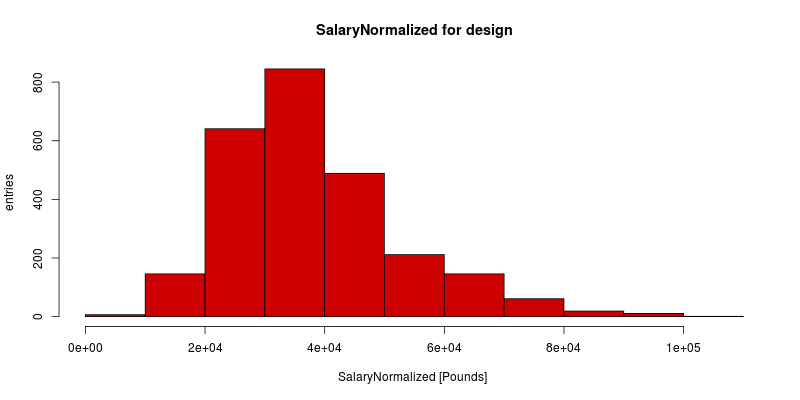 SalaryNormalized for design
800
600
400
200
0
entries
0e+00 2e+04 4e+04 6e+04 8e+04 1e+05
SalaryNormalized [Pounds]